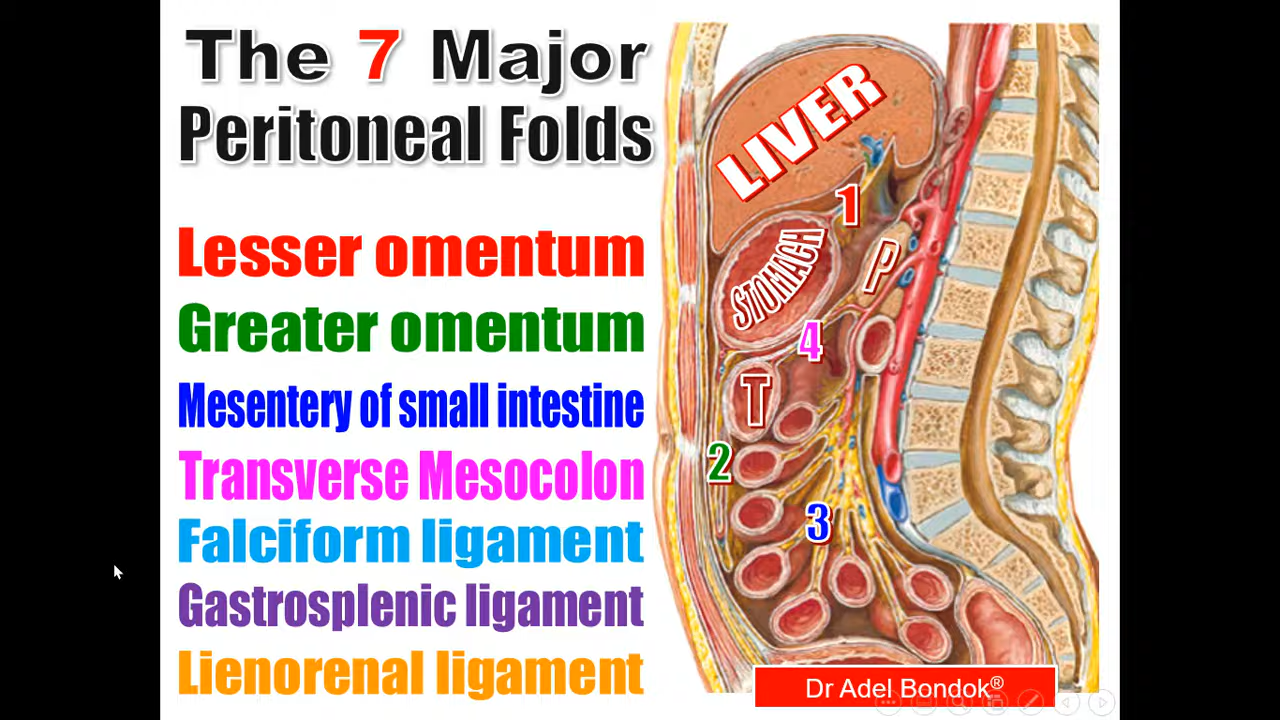 The 7 Major
Peritoneal Folds
Lesser omentum
Greater omentum
Mesentery of small intestine
Transverse Mesocolon
Falciform ligament
Gastrosplenic ligament
Lienorenal ligament
LIVER
1
STOMACH
P
4
T
2
3
Dr Adel Bondok®